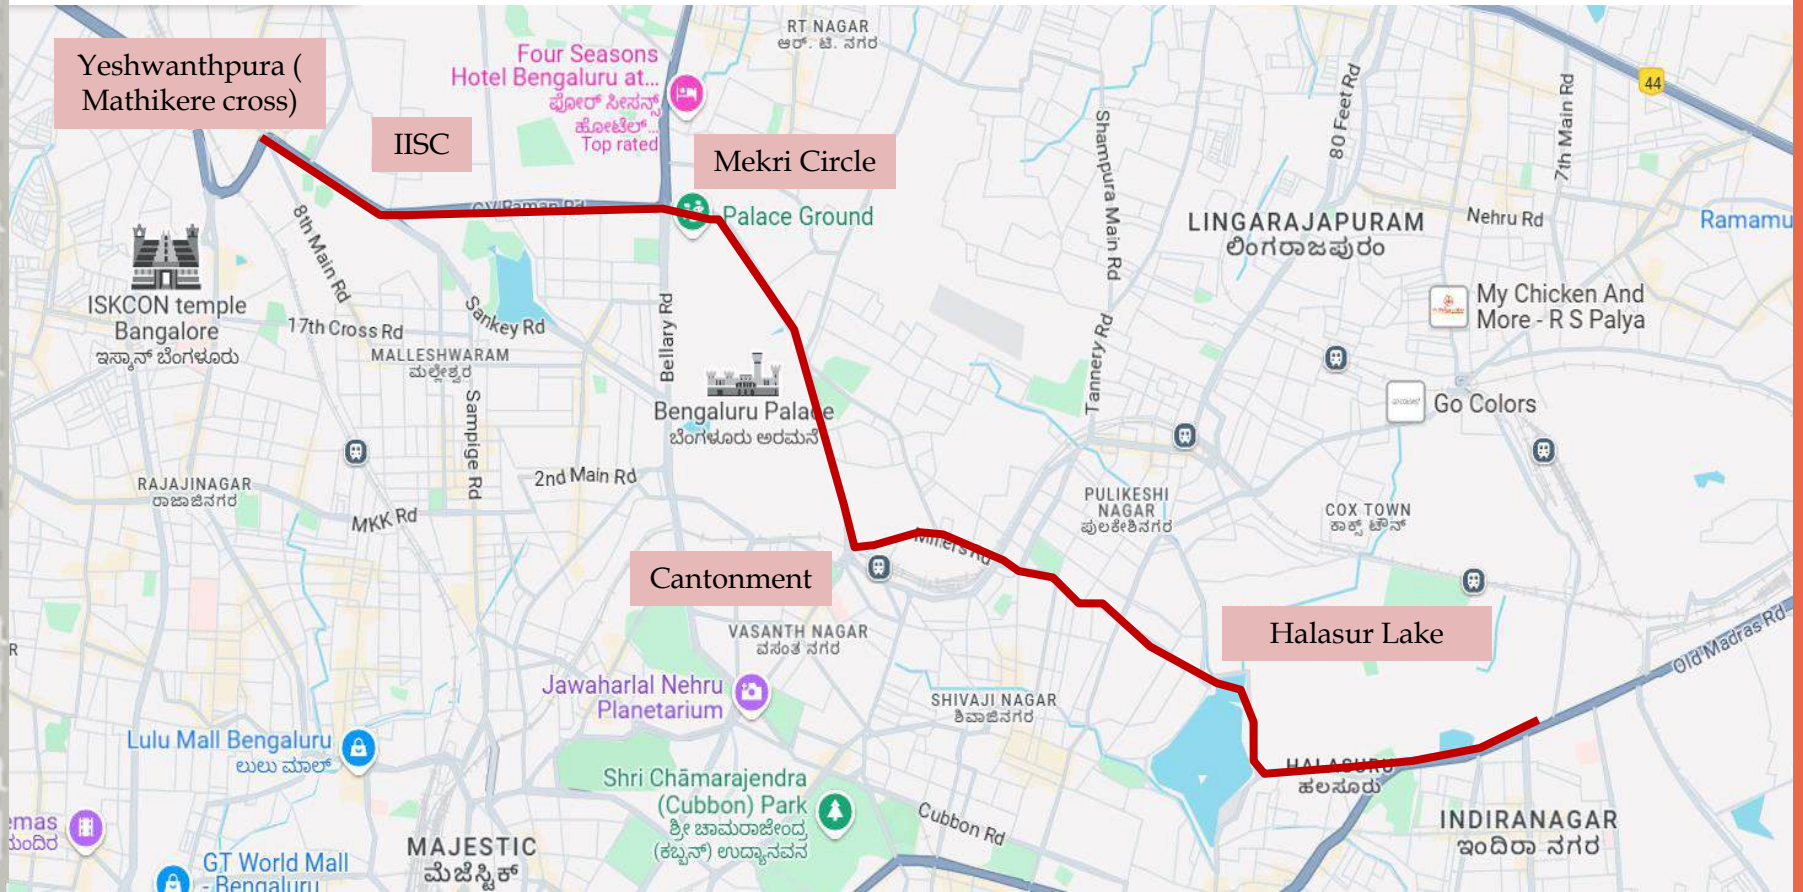 Yeshwanthpura (
Mathikere cross)
IISC
Four Seasons
Hotel Bengaluru at...
ಫೋರ್ ಸೀಸನ್ಸ್
ಹೋಟೆಲ್...
Top rated
RT NAGAR
ಆರ್. ಟಿ. ನಗರ
Mekri Circle
CV Raman Rd
Palace Ground
Shampura Main Rd
80 Feet Rd
7th Main Rd
44
LINGARAJAPURAM
ಲಿಂಗರಾಜಪುರಂ
Nehru Rd
Ramamu
8th Main Rd
ISKCON temple
Bangalore
ಇಸ್ಕಾನ್ ಬೆಂಗಳೂರು
17th Cross Rd
Sankey Rd
MALLESHWARAM
ಮಲ್ಲೇಶ್ವರ
Bellary Rd
Sampige Rd
Tannery Rd
My Chicken And
More - R S Palya
Go Colors
Bengaluru Palace
ಬೆಂಗಳೂರು ಅರಮನೆ
2nd Main Rd
RAJAJINAGAR
ರಾಜಾಜಿನಗರ
MKK Rd
PULIKESHI
NAGAR
ಪುಲಕೇಶಿನಗರ
COX TOWN
ಕಾಕ್ಸ್ ಟೌನ್
Millers Rd
Cantonment
VASANTH NAGAR
ವಸಂತ ನಗರ
Halasur Lake
Old Madras Rd
R
Jawaharlal Nehru
Planetarium
SHIVAJI NAGAR
ಶಿವಾಜಿನಗರ
Lulu Mall Bengaluru
ಲುಲು ಮಾಲ್
Shri Chāmarajendra
(Cubbon) Park
ಶ್ರೀ ಚಾಮರಾಜೇಂದ್ರ
(ಕಬ್ಬನ್) ಉದ್ಯಾನವನ
Cubbon Rd
HALASURU
ಹಲಸೂರು
INDIRANAGAR
ಇಂದಿರಾ ನಗರ
emas
ಮಂದಿರ
MAJESTIC
ಮೆಜೆಸ್ಟಿಕ್
GT World Mall
- Bengaluru